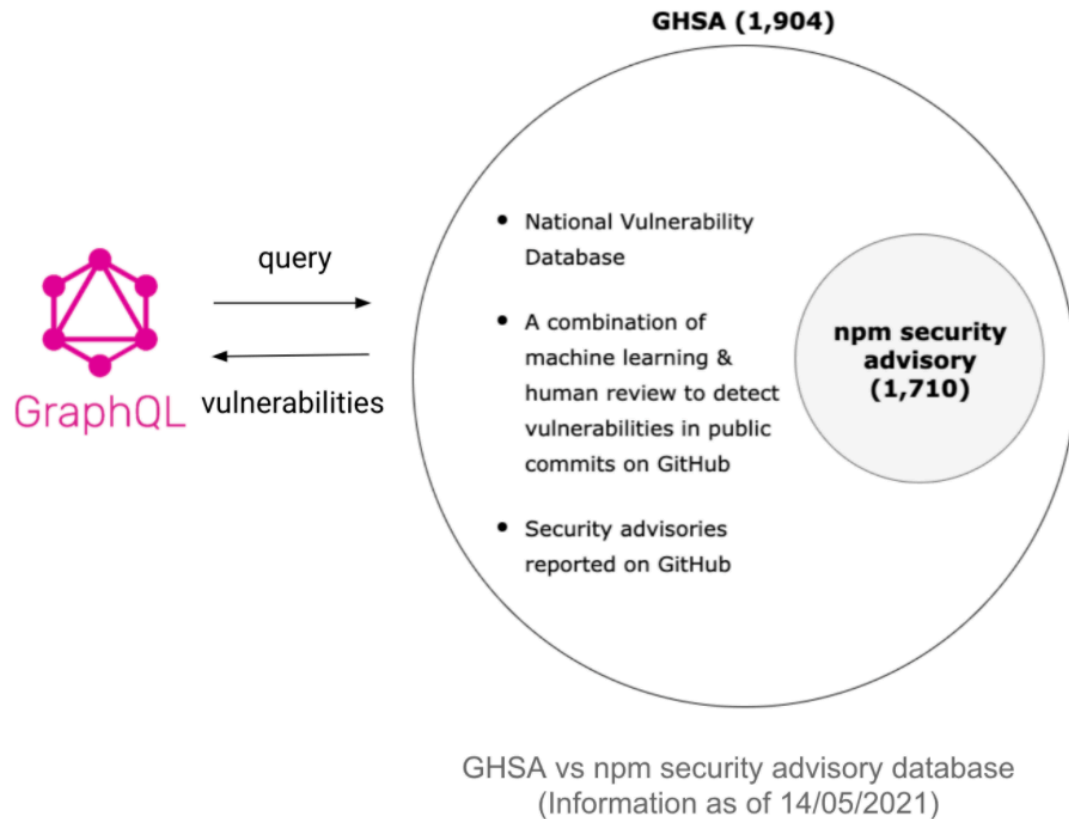 GHSA (1,904)
query
vulnerabilities
GraphQL
• National Vulnerability
Database
• A combination of
machine learning &
human review to detect
vulnerabilities in public
commits on GitHub
• Security advisories
reported on GitHub
npm security
advisory
(1,710)
GHSA vs npm security advisory database
(Information as of 14/05/2021)